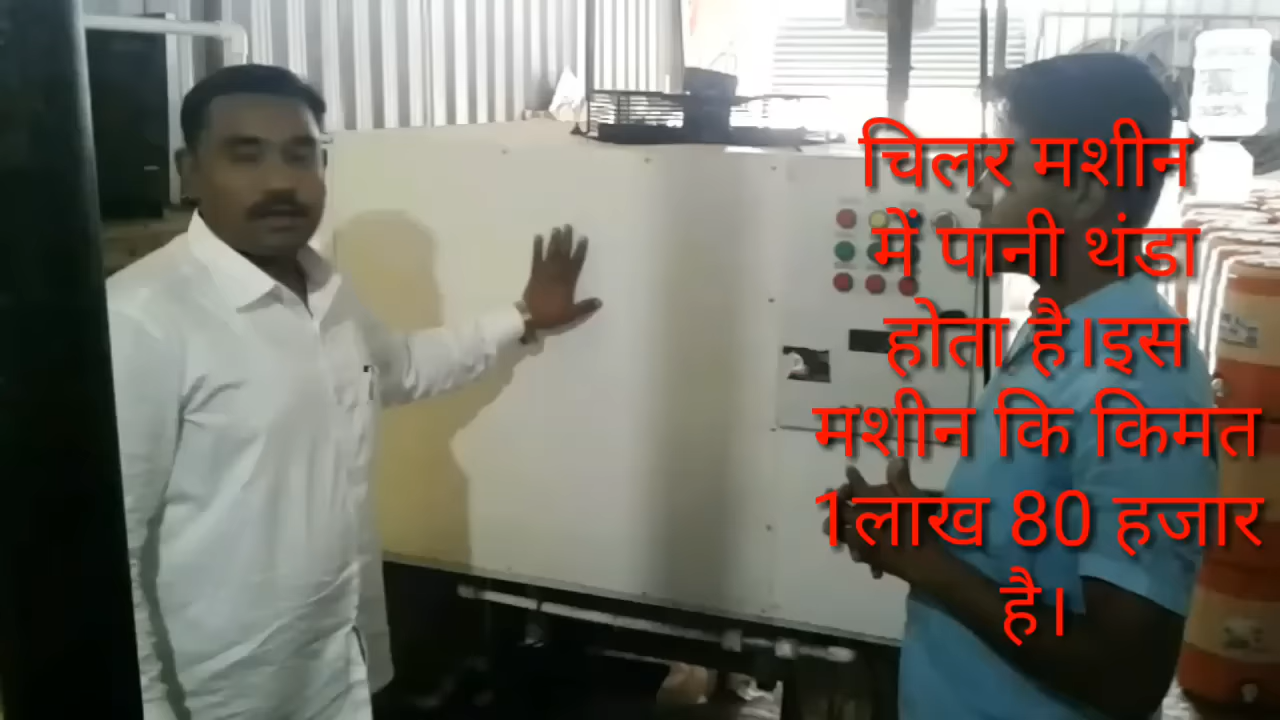 चिलर मशीन
में पानी थंडा
होता है।इस
मशीन कि किमत
1लाख 80 हजार
है।